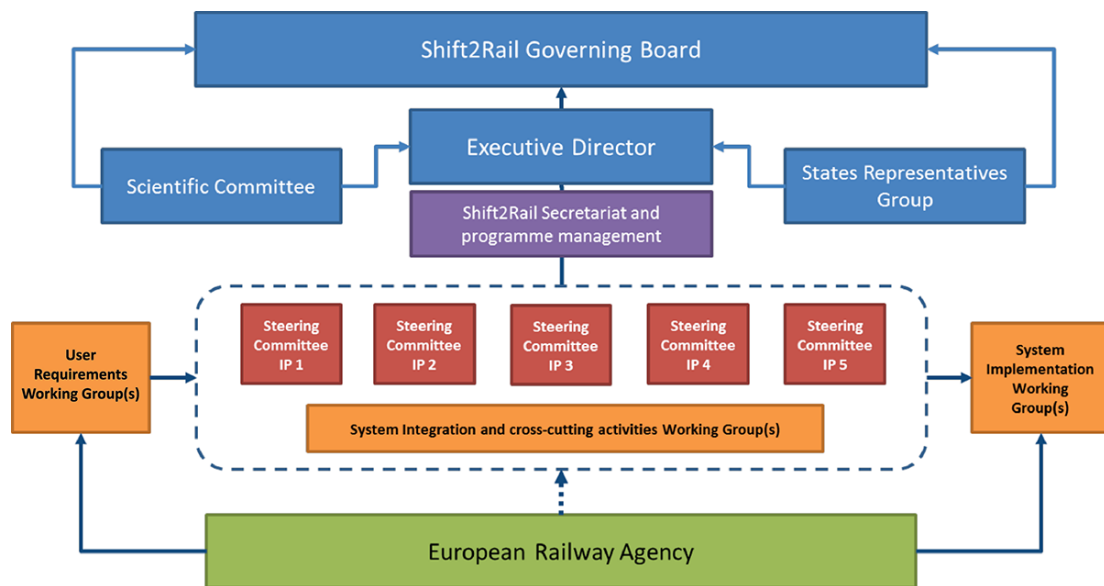 Shift2Rail Governing Board
Executive Director
Scientific Committee
States Representatives
Group
Shift2Rail Secretariat and
programme management
Steering
Committee
IP 1
Steering
Committee
IP 2
Steering
Committee
IP 3
Steering
Committee
IP 4
Steering
Committee
IP 5
User
Requirements
Working Group(s)
System
Implementation
Working
Group(s)
System Integration and cross-cutting activities Working Group(s)
European Railway Agency